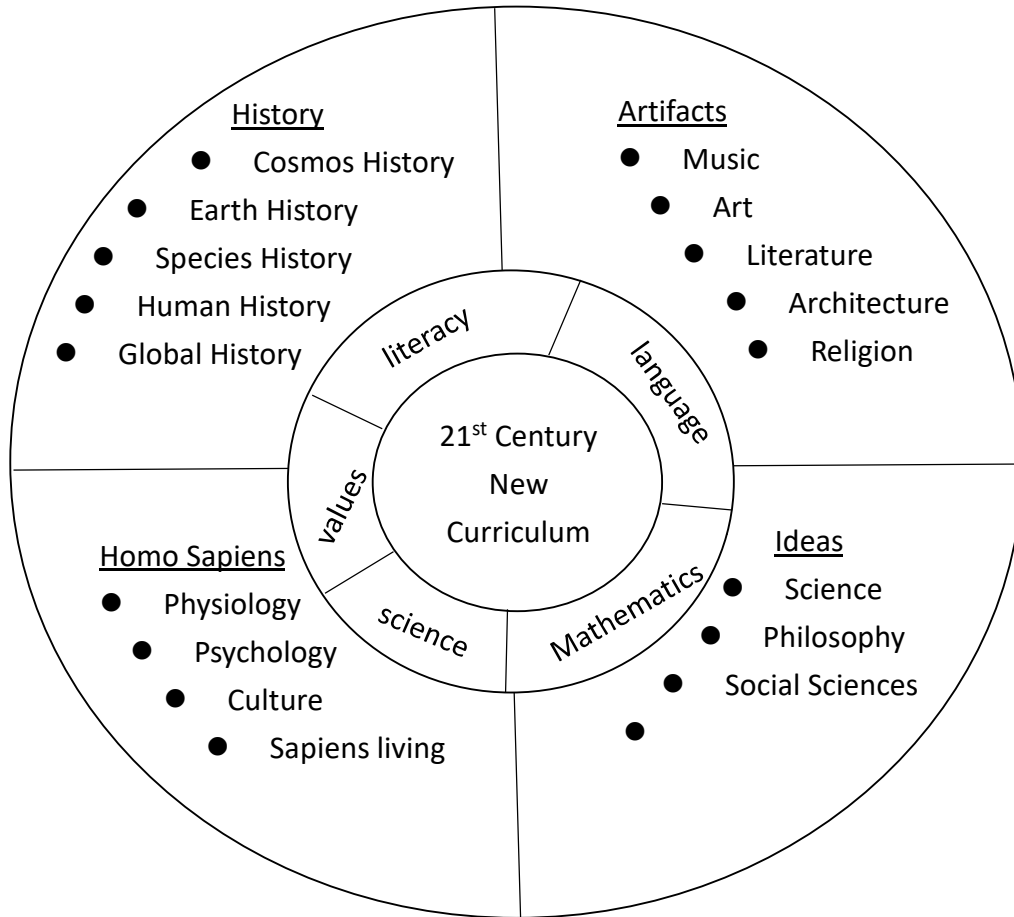 History
● Cosmos History
● Earth History
● Species History
● Human History
● Global History
Artifacts
● Music
● Art
● Literature
● Architecture
● Religion
literacy
language
values
science
Mathematics
21st Century
New
Curriculum
Homo Sapiens
● Physiology
● Psychology
● Culture
● Sapiens living
Ideas
● Science
● Philosophy
● Social Sciences
●